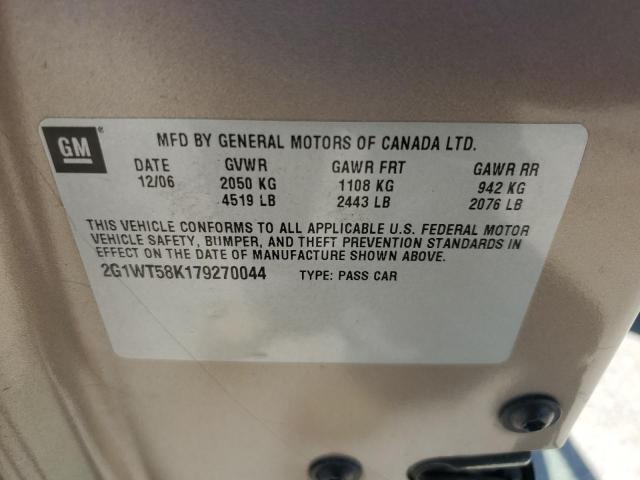 GM ®
MFD BY GENERAL MOTORS OF CANADA LTD.
DATE GVWR GAWR FRT GAWR RR
12/06 2050 KG 1108 KG 942 KG
4519 LB 2443 LB 2076 LB
THIS VEHICLE CONFORMS TO ALL APPLICABLE U.S. FEDERAL MOTOR
VEHICLE SAFETY, BUMPER, AND THEFT PREVENTION STANDARDS IN
EFFECT ON THE DATE OF MANUFACTURE SHOWN ABOVE.
2G1WT58K179270044 TYPE: PASS CAR